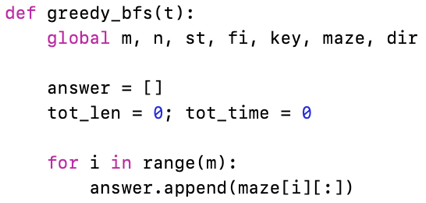 def greedy_bfs(t):
    global m, n, st, fi, key, maze, dir

    answer = []
    tot_len = 0; tot_time = 0

    for i in range(m):
        answer.append(maze[i][:])